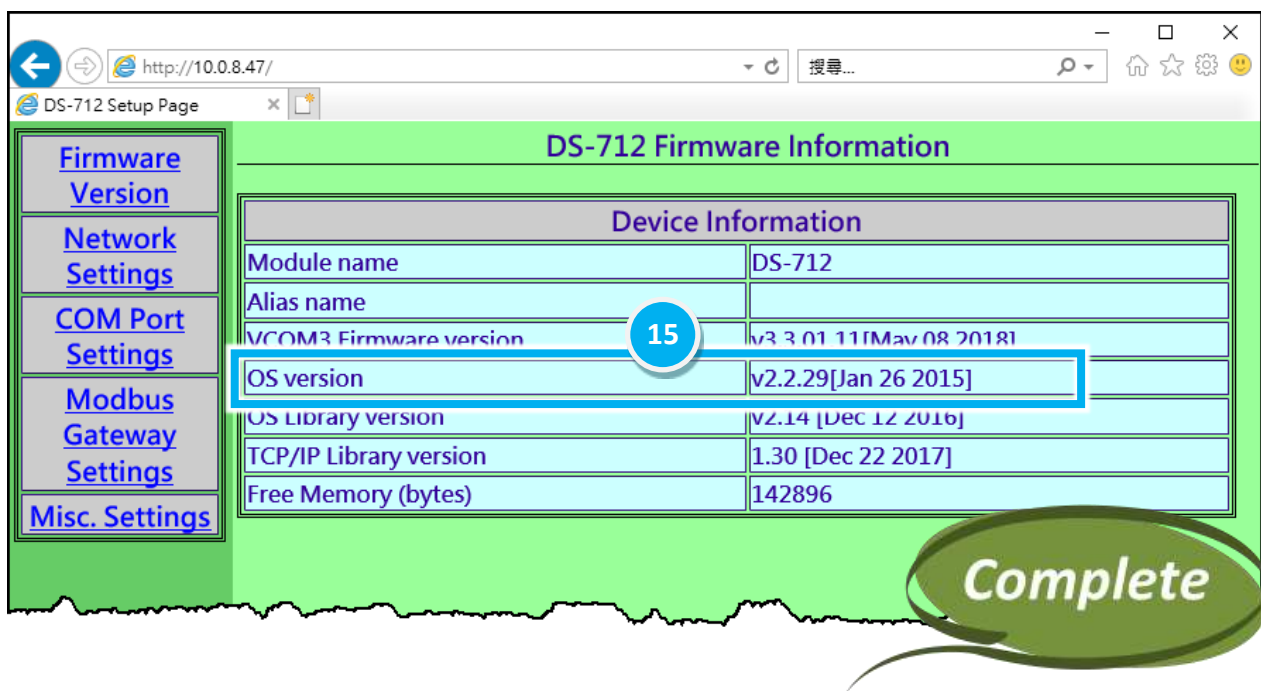 http://10.0.8.47/
搜尋...
DS-712 Setup Page
Firmware
Version
Network
Settings
COM Port
Settings
Modbus
Gateway
Settings
Misc. Settings
DS-712 Firmware Information
Device Information
Module name DS-712
Alias name
15
VCOM3 Firmware version v3.3.01.11[May 08 2018]
OS version v2.2.29[Jan 26 2015]
OS Library version v2.14 [Dec 12 2016]
TCP/IP Library version 1.30 [Dec 22 2017]
Free Memory (bytes) 142896
Complete